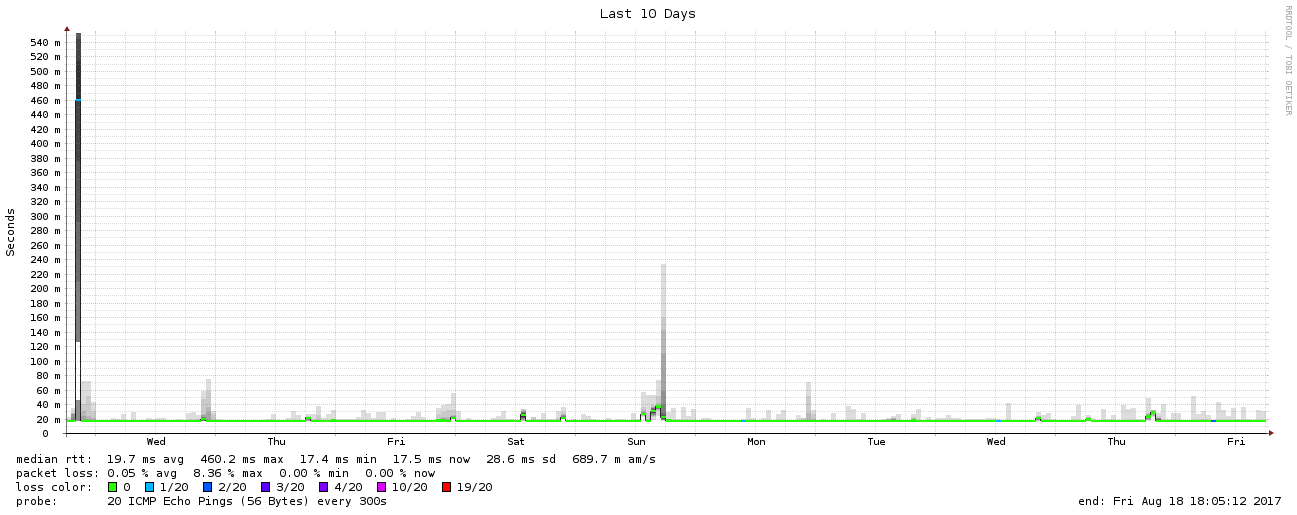 Last 10 Days
RRDTOOL / TOBI OETIKER
Seconds
540 m
520 m
500 m
480 m
460 m
440 m
420 m
400 m
380 m
360 m
340 m
320 m
300 m
280 m
260 m
240 m
220 m
200 m
180 m
160 m
140 m
120 m
100 m
80 m
60 m
40 m
20 m
0
Wed Thu Fri Sat Sun Mon Tue Wed Thu Fri
median rtt: 19.7 ms avg 460.2 ms max 17.4 ms min 17.5 ms now 28.6 ms sd 689.7 m am/s
packet loss: 0.05 % avg 8.36 % max 0.00 % min 0.00 % now
loss color: 0 1/20 2/20 3/20 4/20 10/20 19/20
probe: 20 ICMP Echo Pings (56 Bytes) every 300s end: Fri Aug 18 18:05:12 2017